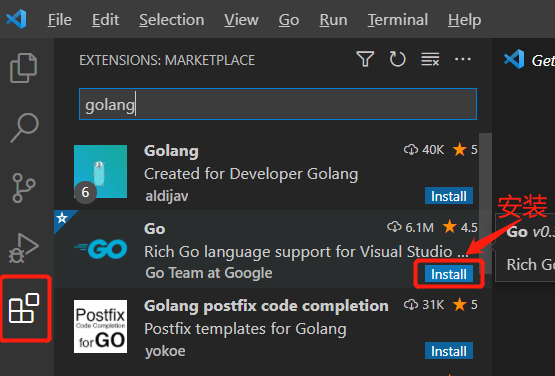 File Edit Selection View Go Run Terminal Help
EXTENSIONS: MARKETPLACE
Get
golang
Golang 40K 5
Created for Developer Golang
6
aldijav Install
安装
Go 6.1M 4.5
Go v0.3
Rich Go language support for Visual Studio ...
Rich Go
Go Team at Google Install
GO
Golang postfix code completion 31K 5
Postfix
Code Completion
for GO
Postfix templates for Golang
yokoe Install